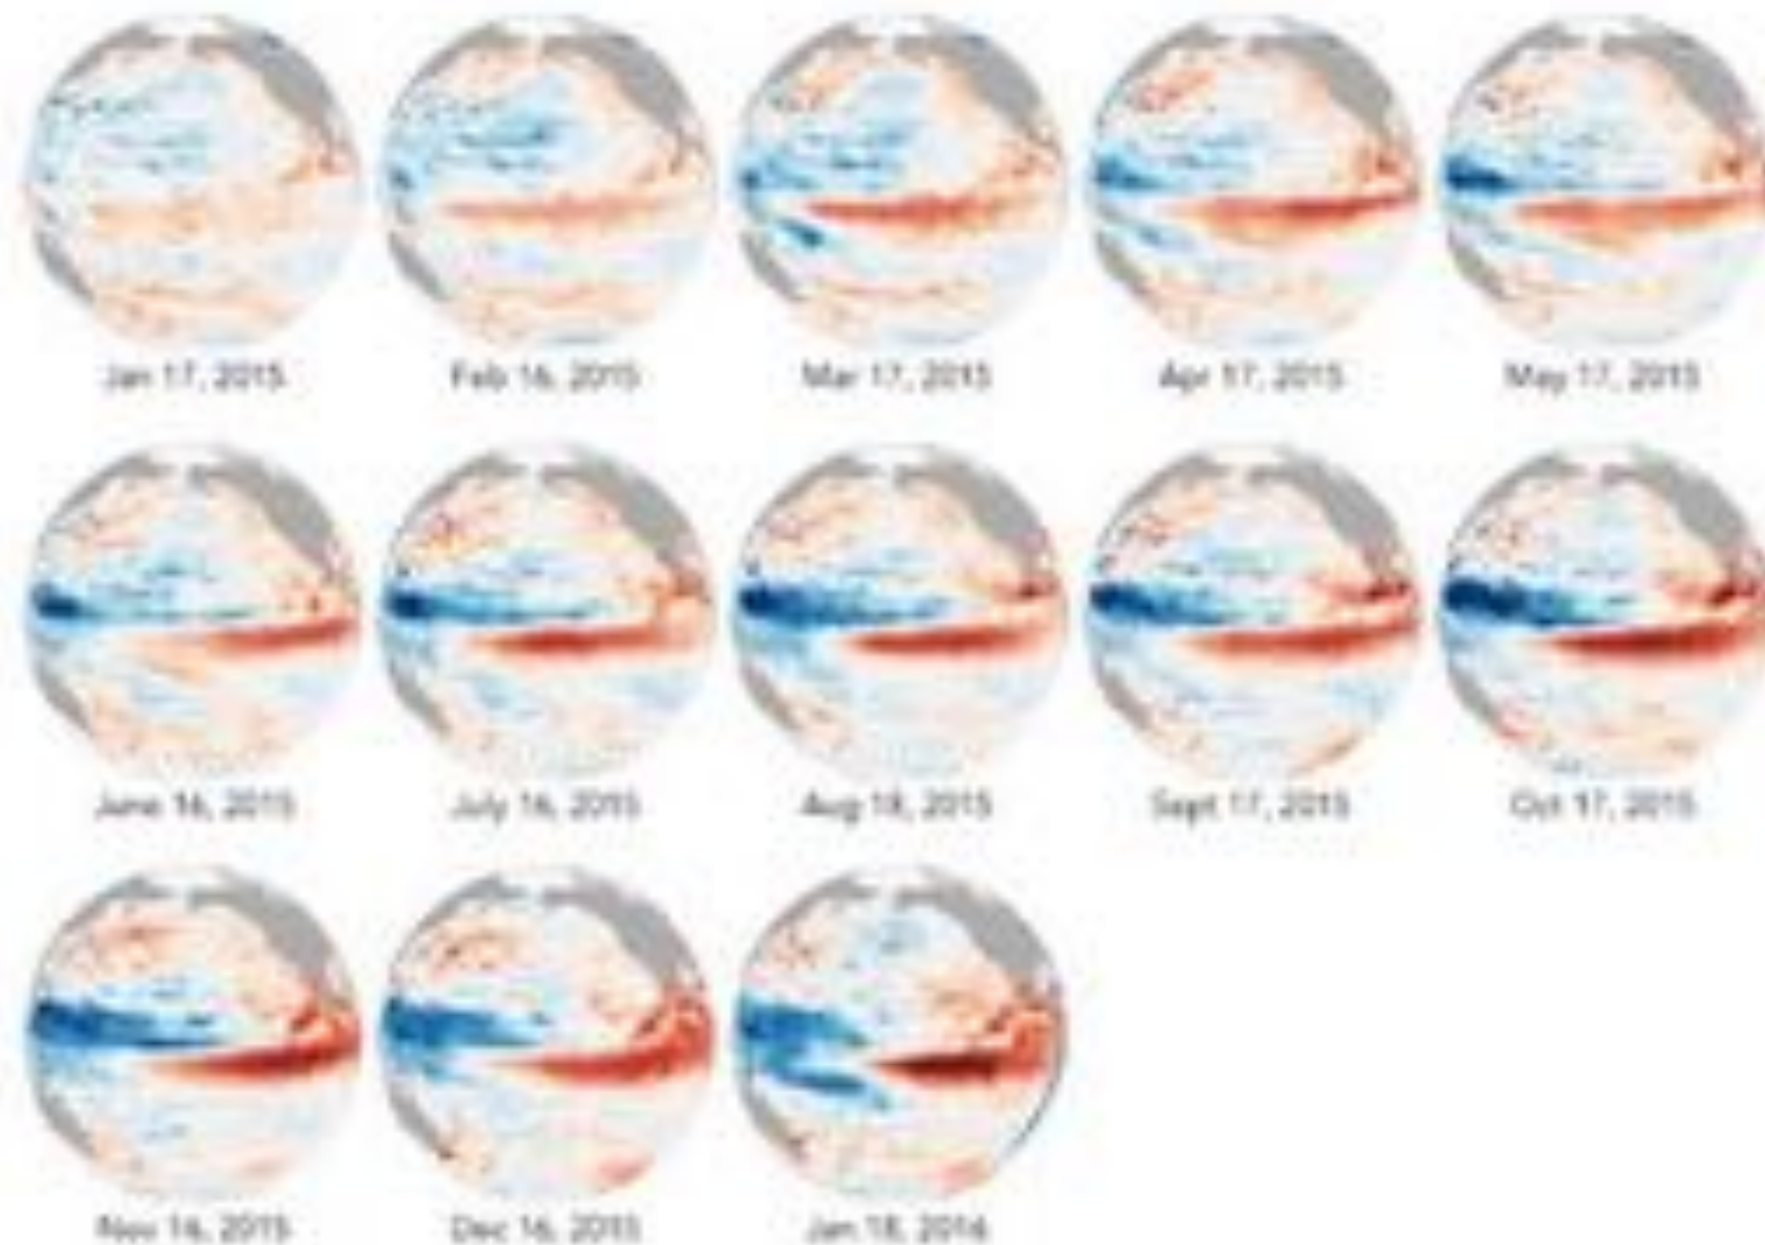 Jan 17, 2015
Feb 16, 2015
Mar 17, 2015
Apr 17, 2015
May 17, 2015
June 16, 2015
July 16, 2015
Aug 18, 2015
Sept 17, 2015
Oct 17, 2015
Nov 16, 2015
Dec 16, 2015
Jan 18, 2016